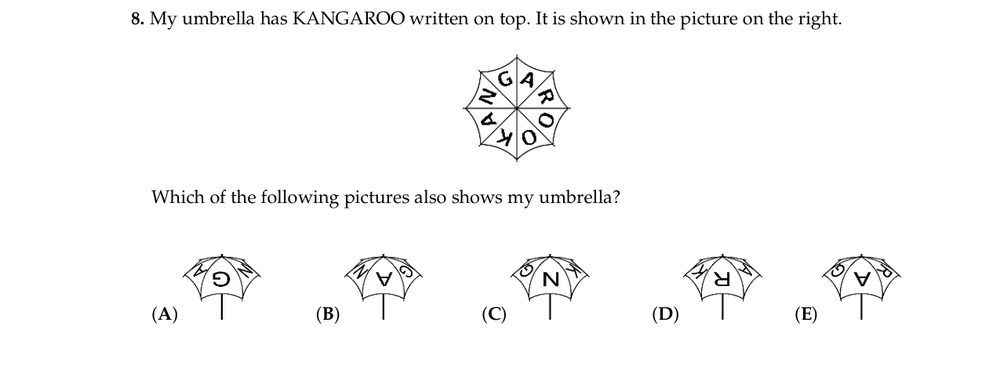 8. My umbrella has KANGAROO written on top. It is shown in the picture on the right.
KANGAROO
Which of the following pictures also shows my umbrella?
A G N
N A G
G N K
K R A
G A R
(A) (B) (C) (D) (E)